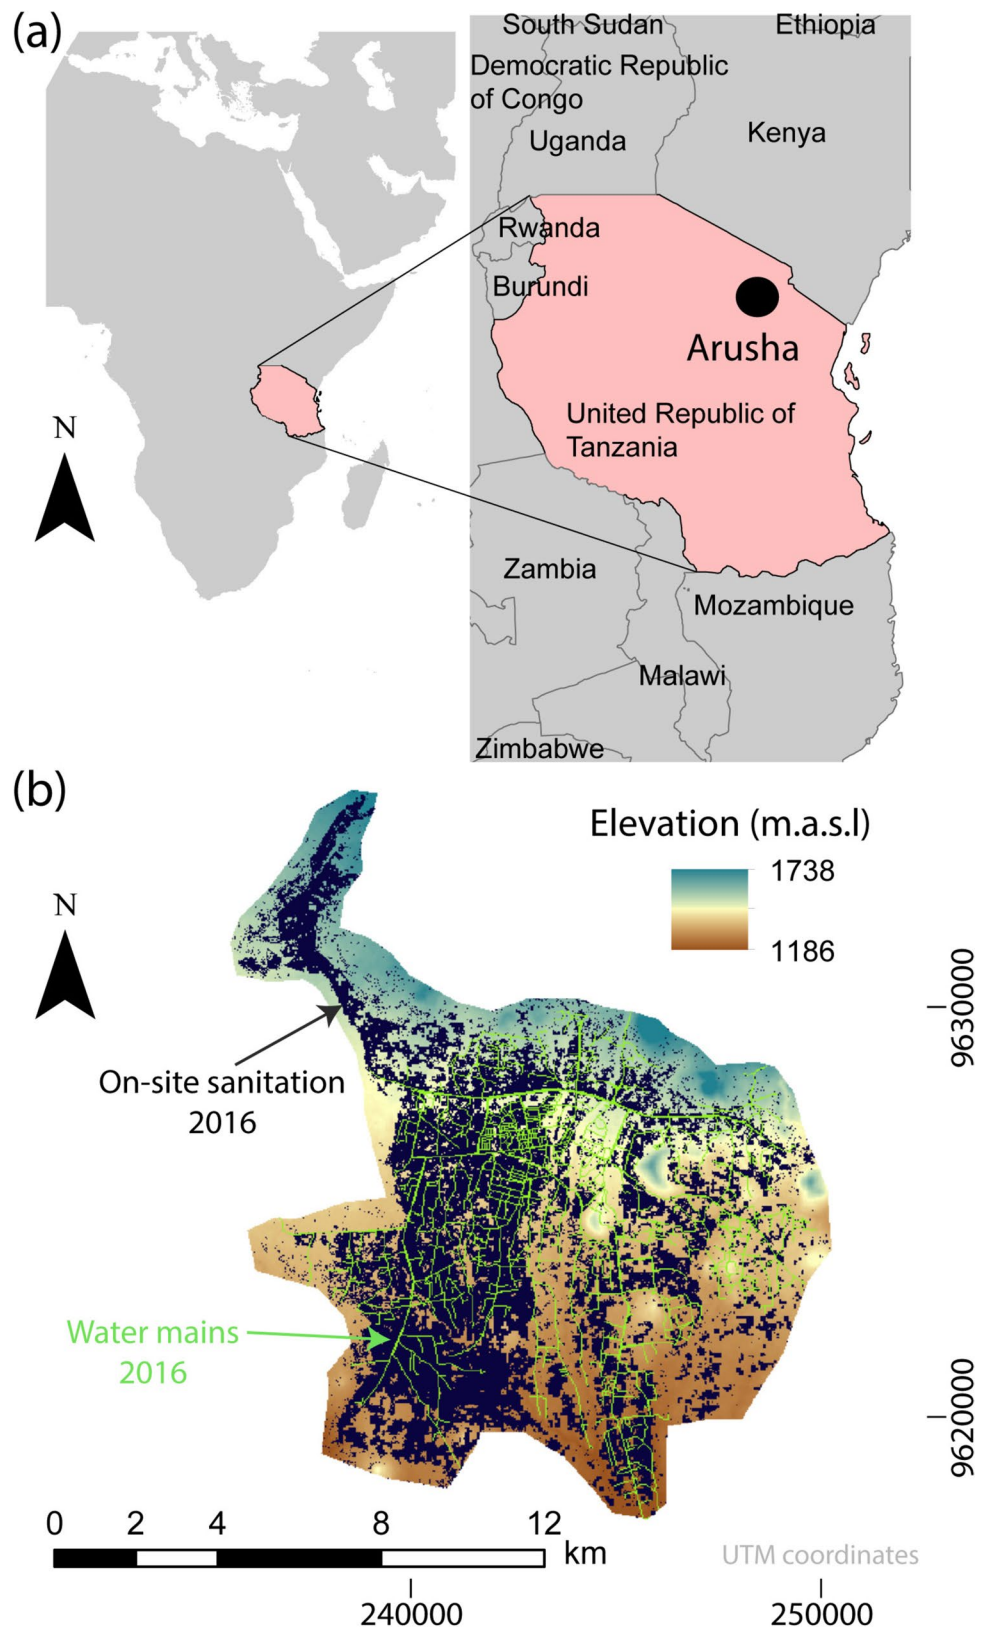 (a)
South Sudan
Ethiopia
Democratic Republic
of Congo
Uganda
Kenya
Rwanda
Burundi
Arusha
United Republic of
Tanzania
N
Zambia
Mozambique
Malawi
Zimbabwe
(b)
Elevation (m.a.s.l)
1738
1186
N
9630000
On-site sanitation
2016
Water mains
2016
9620000
0 2 4 8 12
km
UTM coordinates
240000
250000